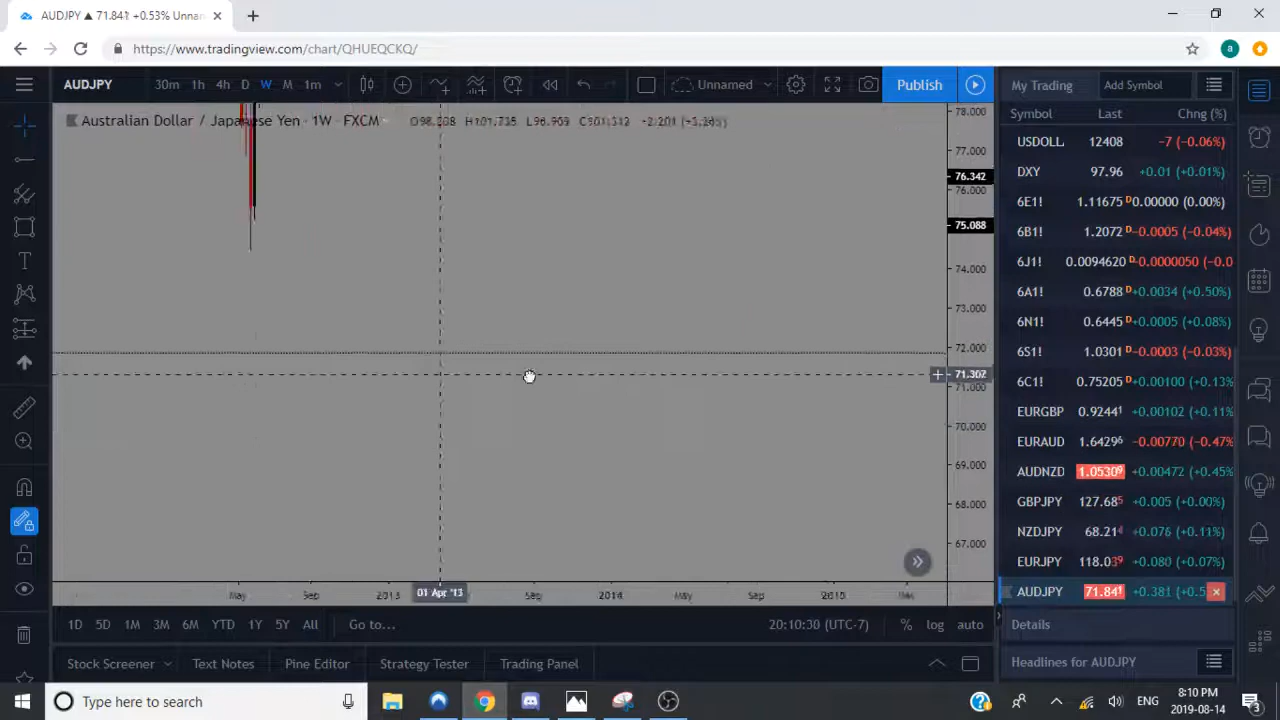 AUDJPY ▲ 71.841 +0.53% Unnan
https://www.tradingview.com/chart/QHUEQCKQ/
a
AUDJPY 30m 1h 4h D W M 1m Unnamed Publish
My Trading Add Symbol
Australian Dollar / Japanese Yen · 1W · FXCM
Symbol Last Chng (%)
USDOLL 12408 -7 (-0.06%)
DXY 97.96 +0.01 (+0.01%)
6E1! 1.11675 D 0.00000 (0.00%)
6B1! 1.2072 D -0.0005 (-0.04%)
6J1! 0.0094620 D -0.0000050 (-0.0
6A1! 0.6788 D +0.0034 (+0.50%)
6N1! 0.6445 D +0.0005 (+0.08%)
6S1! 1.0301 D -0.0003 (-0.03%)
6C1! 0.75205 D +0.00100 (+0.13%
EURGBP 0.92441 +0.00102 (+0.11%
EURAUD 1.64296 -0.00770 (-0.47%
AUDNZD 1.05309 +0.00472 (+0.45%
GBPJPY 127.685 +0.005 (+0.00%)
NZDJPY 68.214 +0.076 (+0.11%)
EURJPY 118.039 +0.080 (+0.07%)
AUDJPY 71.841 +0.381 (+0.5
78.000
77.000
76.342
76.000
75.088
74.000
73.000
72.000
71.307
71.000
70.000
69.000
68.000
67.000
May Sep 2013 01 Apr '13 Sep 2014 May Sep 2015
1D 5D 1M 3M 6M YTD 1Y 5Y All Go to... 20:10:30 (UTC-7) % log auto
Details
Stock Screener Text Notes Pine Editor Strategy Tester Trading Panel
Headlines for AUDJPY
Type here to search
ENG
8:10 PM
2019-08-14
3